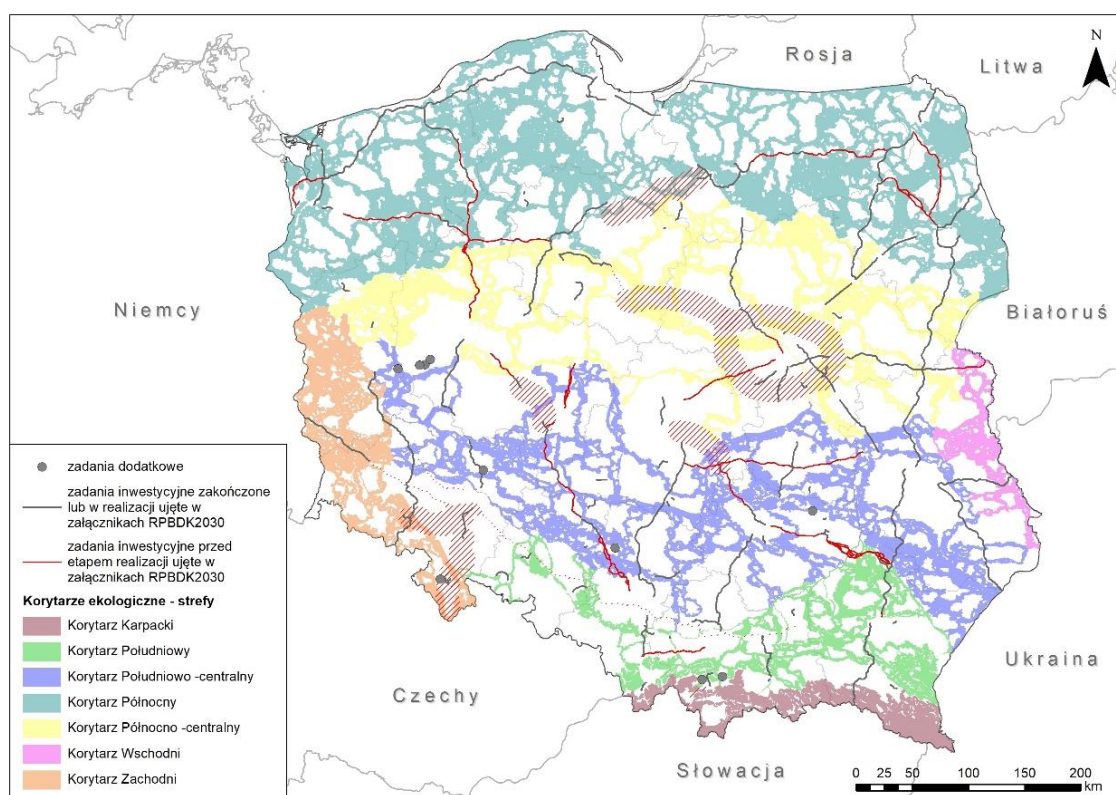 N
Rosja
Litwa
Niemcy
Białoruś
zadania dodatkowe
zadania inwestycyjne zakończone
lub w realizacji ujęte w
załącznikach RPBDK2030
zadania inwestycyjne przed
etapem realizacji ujęte w
załącznikach RPBDK2030
Korytarze ekologiczne - strefy
Korytarz Karpacki
Korytarz Południowy
Korytarz Południowo -centralny
Korytarz Północny
Korytarz Północno -centralny
Korytarz Wschodni
Korytarz Zachodni
Czechy
Ukraina
Słowacja
0 25 50 100 150 200
km